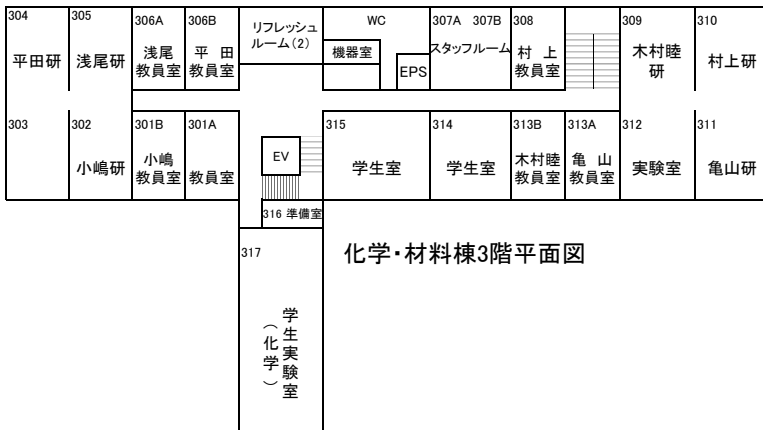 304
平田研
305
浅尾研
306A
浅尾
教員室
306B
平 田
教員室
リフレッシュ
ルーム(2)
WC
機器室
EPS
307A 307B
スタッフルーム
308
村 上
教員室
309
木村睦
研
310
村上研
303
302
小嶋研
301B
小嶋
教員室
301A
教員室
EV
315
学生室
314
学生室
313B
木村睦
教員室
313A
亀 山
教員室
312
実験室
311
亀山研
316 準備室
317
学生実験室
(化学)
化学・材料棟3階平面図